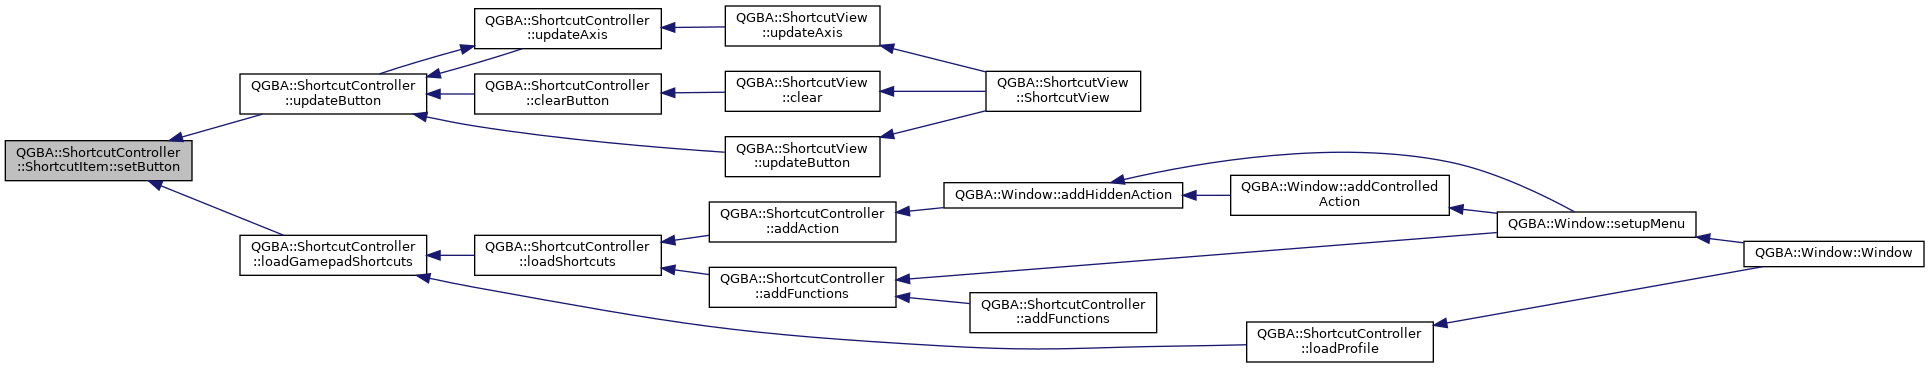 QGBA::ShortcutController
::ShortcutItem::setButton
QGBA::ShortcutController
::updateButton
QGBA::ShortcutController
::updateAxis
QGBA::ShortcutView
::updateAxis
QGBA::ShortcutView
::ShortcutView
QGBA::ShortcutController
::clearButton
QGBA::ShortcutView
::clear
QGBA::ShortcutView
::updateButton
QGBA::ShortcutController
::loadGamepadShortcuts
QGBA::ShortcutController
::loadShortcuts
QGBA::ShortcutController
::addAction
QGBA::Window::addHiddenAction
QGBA::Window::addControlled
Action
QGBA::Window::setupMenu
QGBA::Window::Window
QGBA::ShortcutController
::addFunctions
QGBA::ShortcutController
::addFunctions
QGBA::ShortcutController
::loadProfile